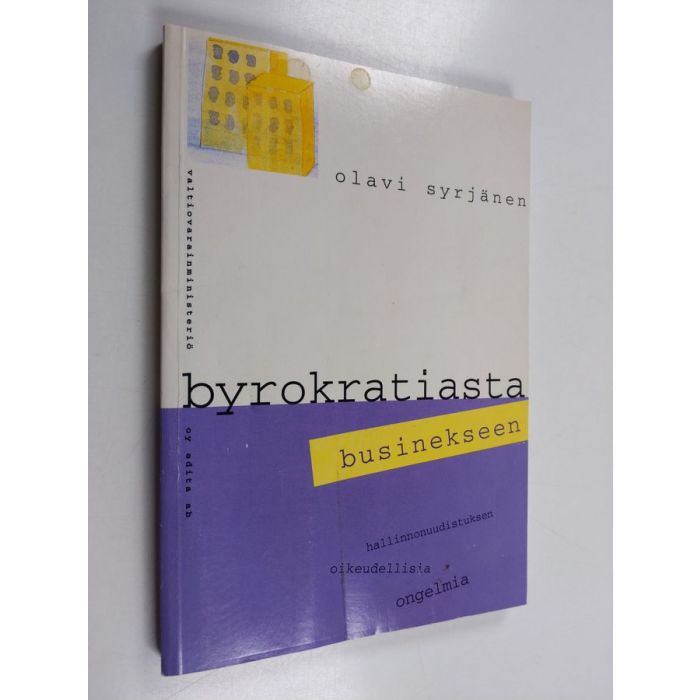 olavi syrjänen
valtiovarainministeriö
byrokratiasta
businekseen
oy edita ab
hallinnonuudistuksen
oikeudellisia
ongelmia